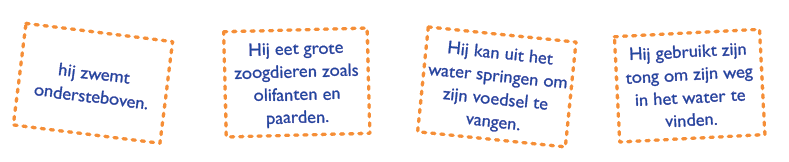 hij zwemt
ondersteboven.
Hij eet grote
zoogdieren zoals
olifanten en
paarden.
Hij kan uit het
water springen om
zijn voedsel te
vangen.
Hij gebruikt zijn
tong om zijn weg
in het water te
vinden.